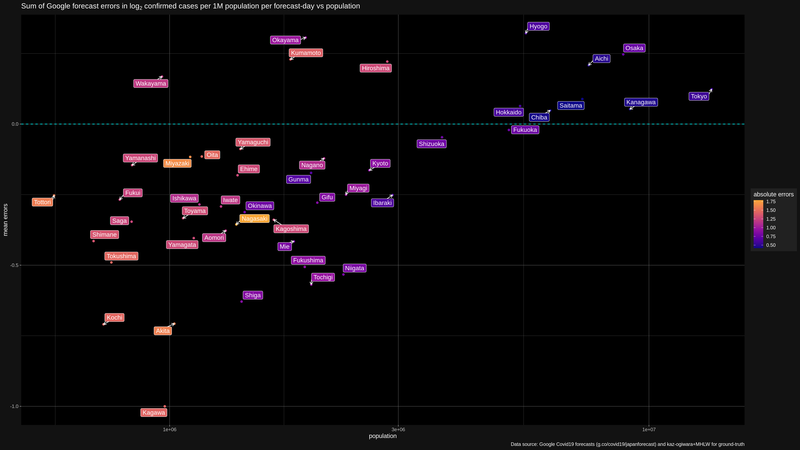 Sum of Google forecast errors in log₂ confirmed cases per 1M population per forecast-day vs population
Hyogo
Okayama
Osaka
Kumamoto
Aichi
Hiroshima
Wakayama
Tokyo
Kanagawa
Saitama
Hokkaido
Chiba
0.0
Fukuoka
Yamaguchi
Shizuoka
Oita
Yamanashi
Miyazaki
Nagano
Kyoto
Ehime
Gunma
Miyagi
Fukui
Ishikawa
Gifu
Iwate
Tottori
Ibaraki
Okinawa
Toyama
Nagasaki
Saga
Kagoshima
Shimane
Aomori
Yamagata
Mie
Tokushima
Fukushima
-0.5
Niigata
Tochigi
Shiga
Kochi
Akita
-1.0
Kagawa
mean errors
1e+06
3e+06
1e+07
population
absolute errors
1.75
1.50
1.25
1.00
0.75
0.50
Data source: Google Covid19 forecasts (g.co/covid19/japanforecast) and kaz-ogiwara+MHLW for ground-truth